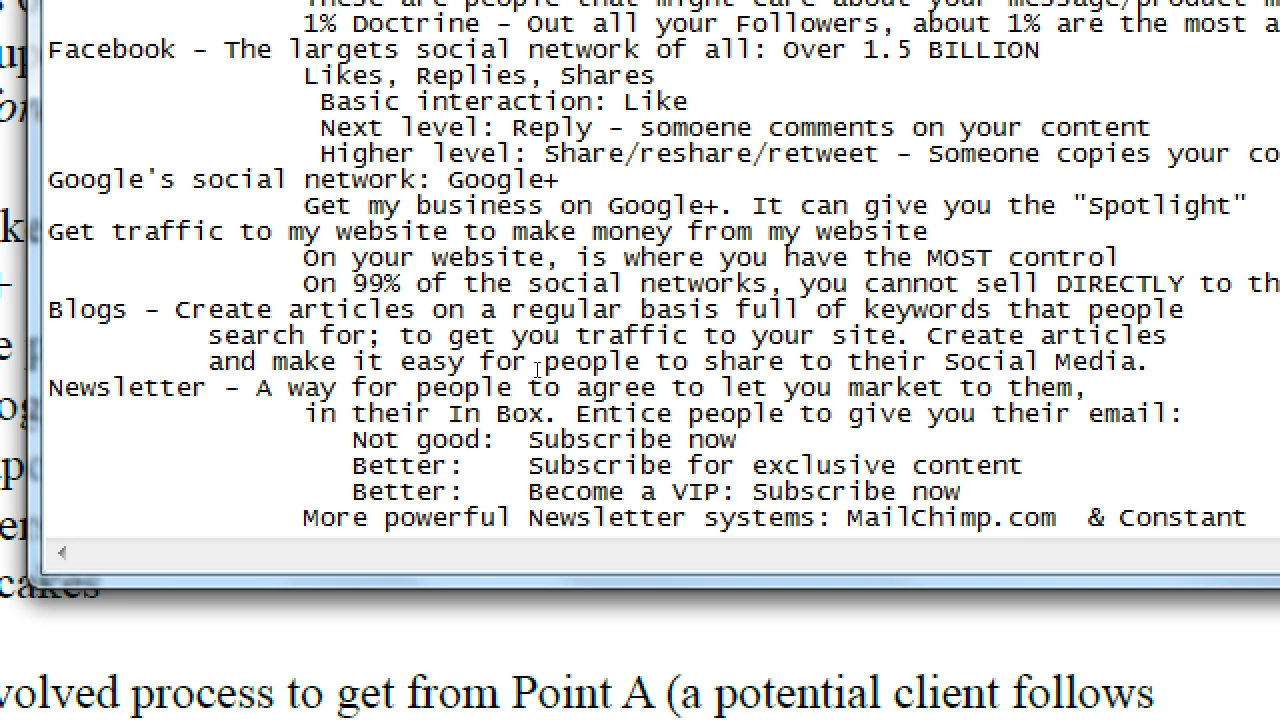 These are people that might care about your message/product
1% Doctrine - Out all your Followers, about 1% are the most
Facebook - The largets social network of all: Over 1.5 BILLION
Likes, Replies, Shares
Basic interaction: Like
Next level: Reply - somoene comments on your content
Higher level: Share/reshare/retweet - Someone copies your
Google's social network: Google+
Get my business on Google+. It can give you the "Spotlight"
Get traffic to my website to make money from my website
On your website, is where you have the MOST control
On 99% of the social networks, you cannot sell DIRECTLY to
Blogs - Create articles on a regular basis full of keywords that people
search for; to get you traffic to your site. Create articles
and make it easy for people to share to their Social Media.
Newsletter - A way for people to agree to let you market to them,
in their In Box. Entice people to give you their email:
Not good: Subscribe now
Better: Subscribe for exclusive content
Better: Become a VIP: Subscribe now
More powerful Newsletter systems: MailChimp.com & Constant
cakes
volved process to get from Point A (a potential client follows